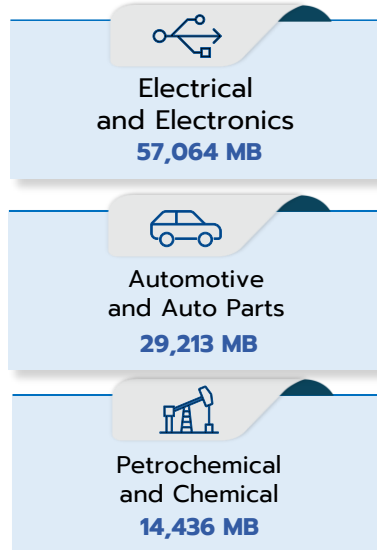 Electrical
and Electronics
57,064 MB
Automotive
and Auto Parts
29,213 MB
Petrochemical
and Chemical
14,436 MB